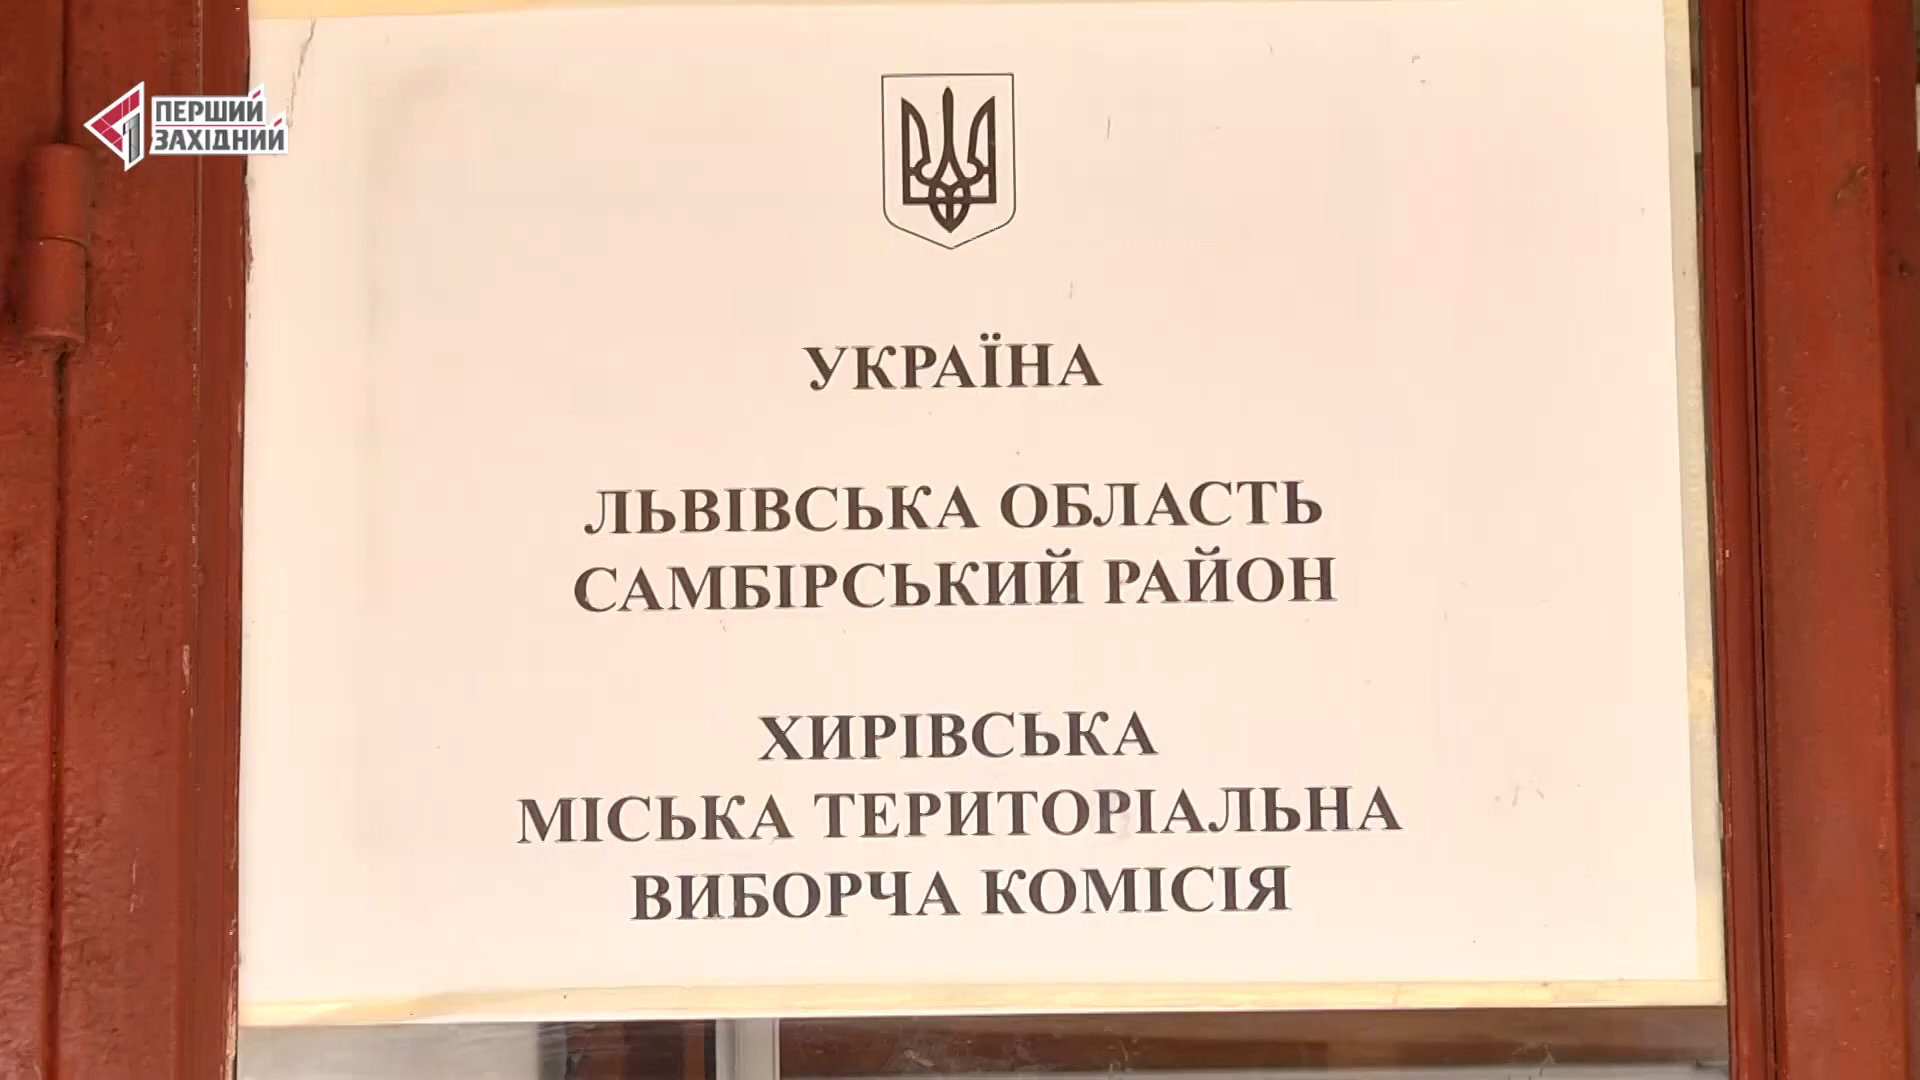 ПЕРШИЙ
ЗАХІДНИЙ
УКРАЇНА
ЛЬВІВСЬКА ОБЛАСТЬ
САМБІРСЬКИЙ РАЙОН
ХИРІВСЬКА
МІСЬКА ТЕРИТОРІАЛЬНА
ВИБОРЧА КОМІСІЯ